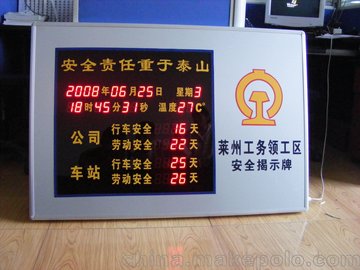 安全责任重于泰山
2008年06月25日 星期3
18时45分31秒 温度27℃
公司
行车安全 16天
劳动安全 22天
车站
行车安全 25天
劳动安全 26天
莱州工务领工区
安全揭示牌
china.makepolo.com